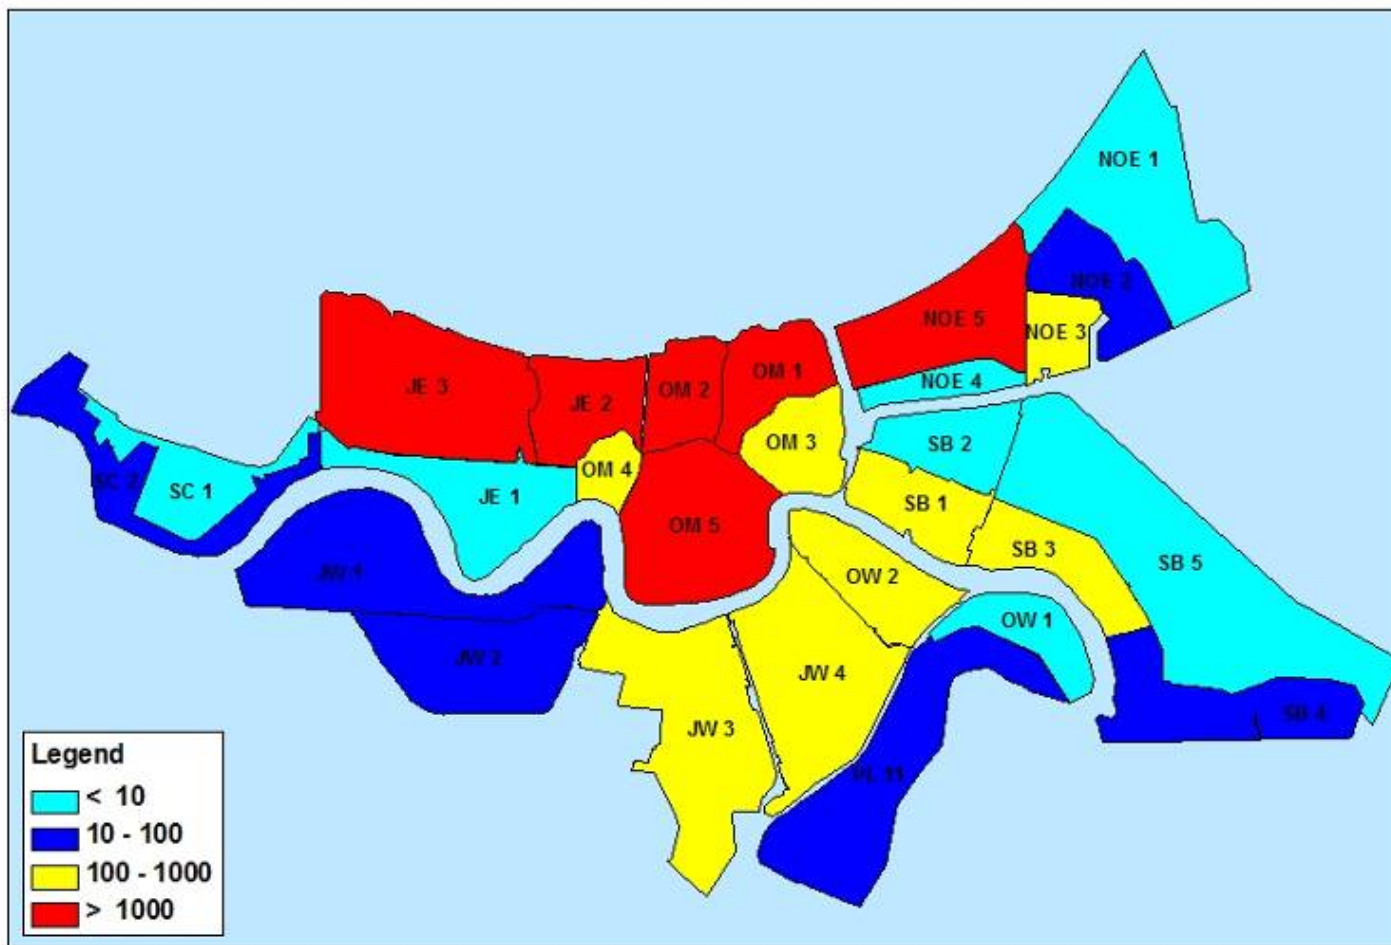 NOE 1
NOE 2
NOE 5
NOE 3
JE 3
JE 2
OM 2
OM 1
NOE 4
OM 3
SB 2
OM 4
SC 2
SC 1
JE 1
SB 1
OM 5
SB 3
SB 5
JW 1
OW 2
OW 1
JW 2
JW 4
JW 3
SB 4
PL 11
Legend
< 10
10 - 100
100 - 1000
> 1000